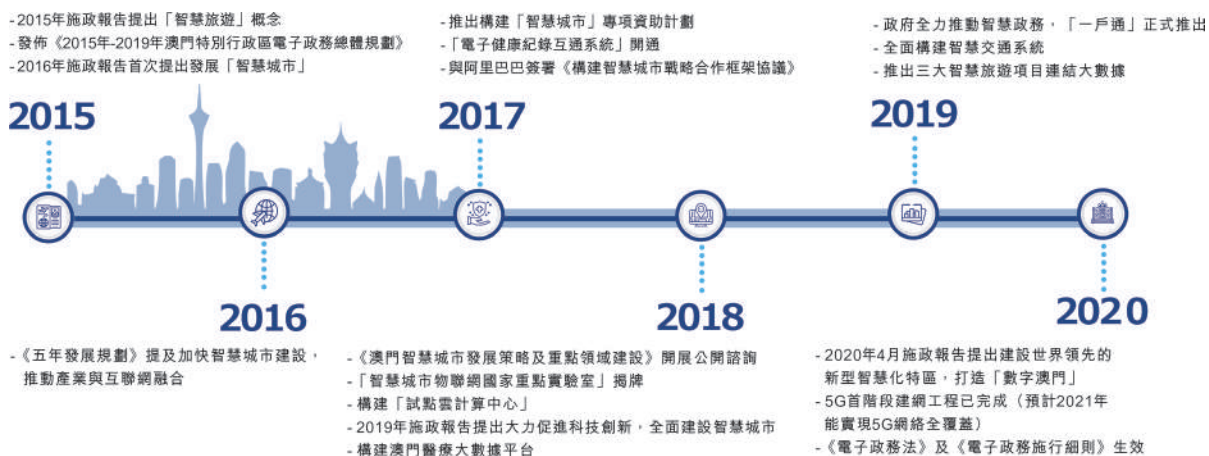 -2015年施政報告提出「智慧旅遊」概念
-發佈《2015年-2019年澳門特別行政區電子政務總體規劃》
-2016年施政報告首次提出發展「智慧城市」
2015
2016
-《五年發展規劃》提及加快智慧城市建設，
推動產業與互聯網融合
-推出構建「智慧城市」專項資助計劃
-「電子健康紀錄互通系統」開通
-與阿里巴巴簽署《構建智慧城市戰略合作框架協議》
2017
2018
-《澳門智慧城市發展策略及重點領域建設》開展公開諮詢
-「智慧城市物聯網國家重點實驗室」揭牌
-構建「試點雲計算中心」
-2019年施政報告提出大力促進科技創新，全面建設智慧城市
-構建澳門醫療大數據平台
-政府全力推動智慧政務，「一戶通」正式推出
-全面構建智慧交通系統
-推出三大智慧旅遊項目連結大數據
2019
2020
-2020年4月施政報告提出建設世界領先的
新型智慧化特區，打造「數字澳門」
-5G首階段建網工程已完成（預計2021年
能實現5G網絡全覆蓋）
-《電子政務法》及《電子政務施行細則》生效